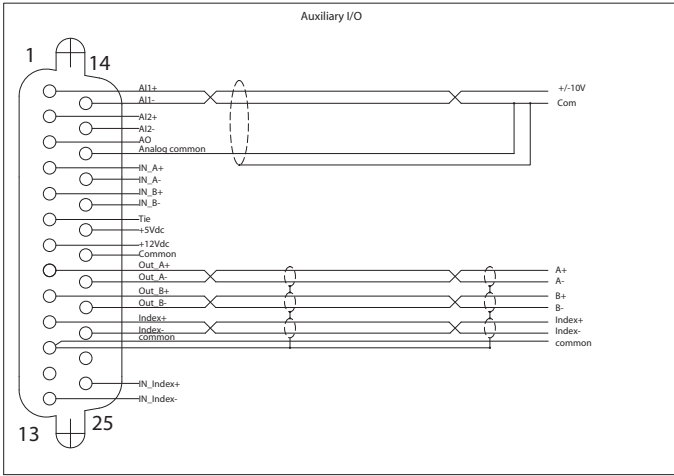 Auxiliary I/O
1
14
AI1+
+/-10V
AI1-
Com
AI2+
AI2-
AO
Analog common
IN_A+
IN_A-
IN_B+
IN_B-
Tie
+5Vdc
+12Vdc
Common
Out_A+
A+
Out_A-
A-
Out_B+
B+
Out_B-
B-
Index+
Index+
Index-
Index-
common
common
IN_Index+
IN_Index-
13
25